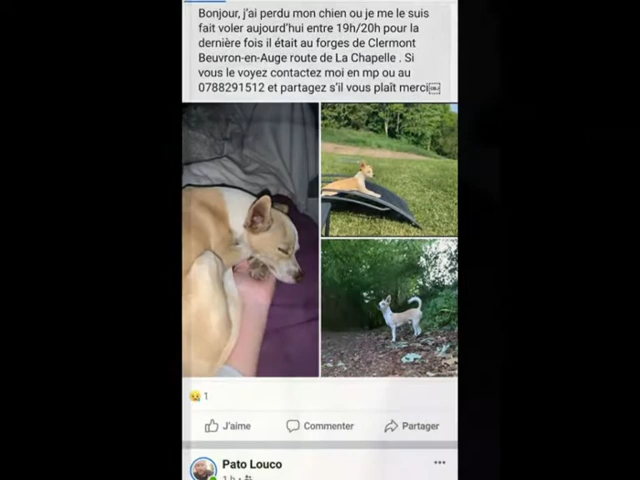 Bonjour, j'ai perdu mon chien ou je me le suis
fait voler aujourd'hui entre 19h/20h pour la
dernière fois il était au forges de Clermont
Beuvron-en-Auge route de La Chapelle . Si
vous le voyez contactez moi en mp ou au
0788291512 et partagez s'il vous plaît merci
1
J'aime
Commenter
Partager
Pato Louco
1 h